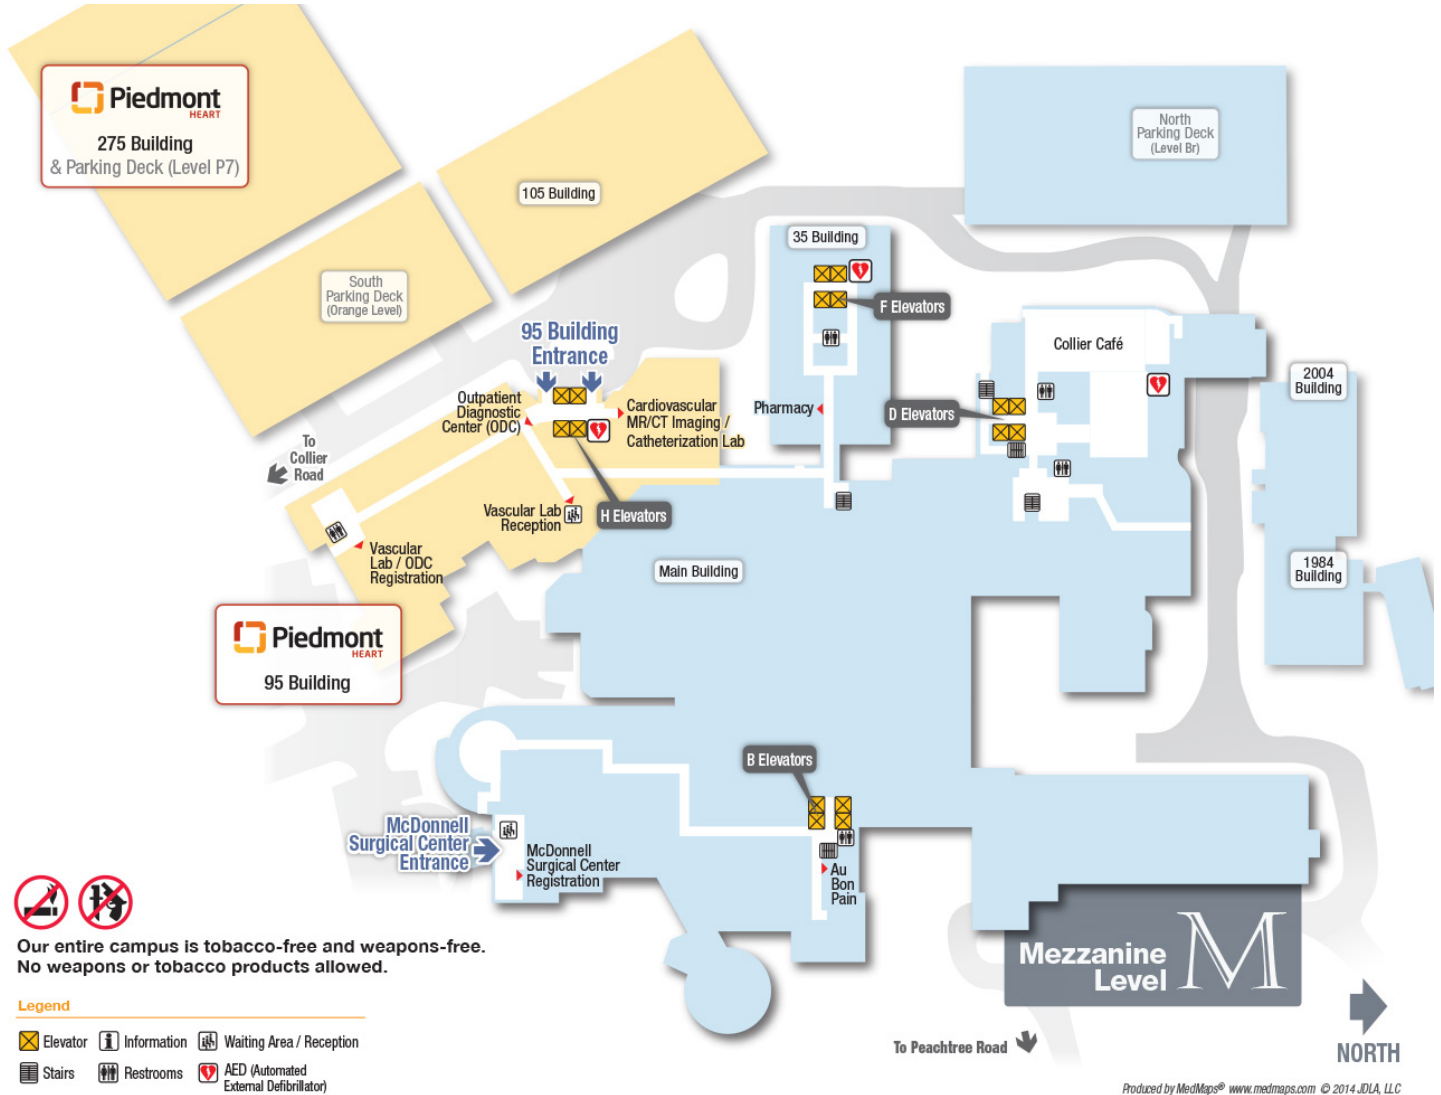 Piedmont
HEART
275 Building
& Parking Deck (Level P7)
105 Building
North
Parking Deck
(Level Br)
35 Building
South
Parking Deck
(Orange Level)
F Elevators
95 Building
Entrance
Collier Café
2004
Building
Outpatient
Diagnostic
Center (ODC)
Cardiovascular
MR/CT Imaging /
Catheterization Lab
Pharmacy
D Elevators
To
Collier
Road
Vascular Lab
Reception
H Elevators
Vascular
Lab / ODC
Registration
Main Building
1984
Building
Piedmont
HEART
95 Building
B Elevators
McDonnell
Surgical Center
Entrance
McDonnell
Surgical Center
Registration
Au
Bon
Pain
Our entire campus is tobacco-free and weapons-free.
No weapons or tobacco products allowed.
Mezzanine
Level
M
Legend
Elevator
Information
Waiting Area / Reception
Stairs
Restrooms
AED (Automated
External Defibrillator)
To Peachtree Road
NORTH
Produced by MedMaps® www.medmaps.com © 2014 JDLA, LLC